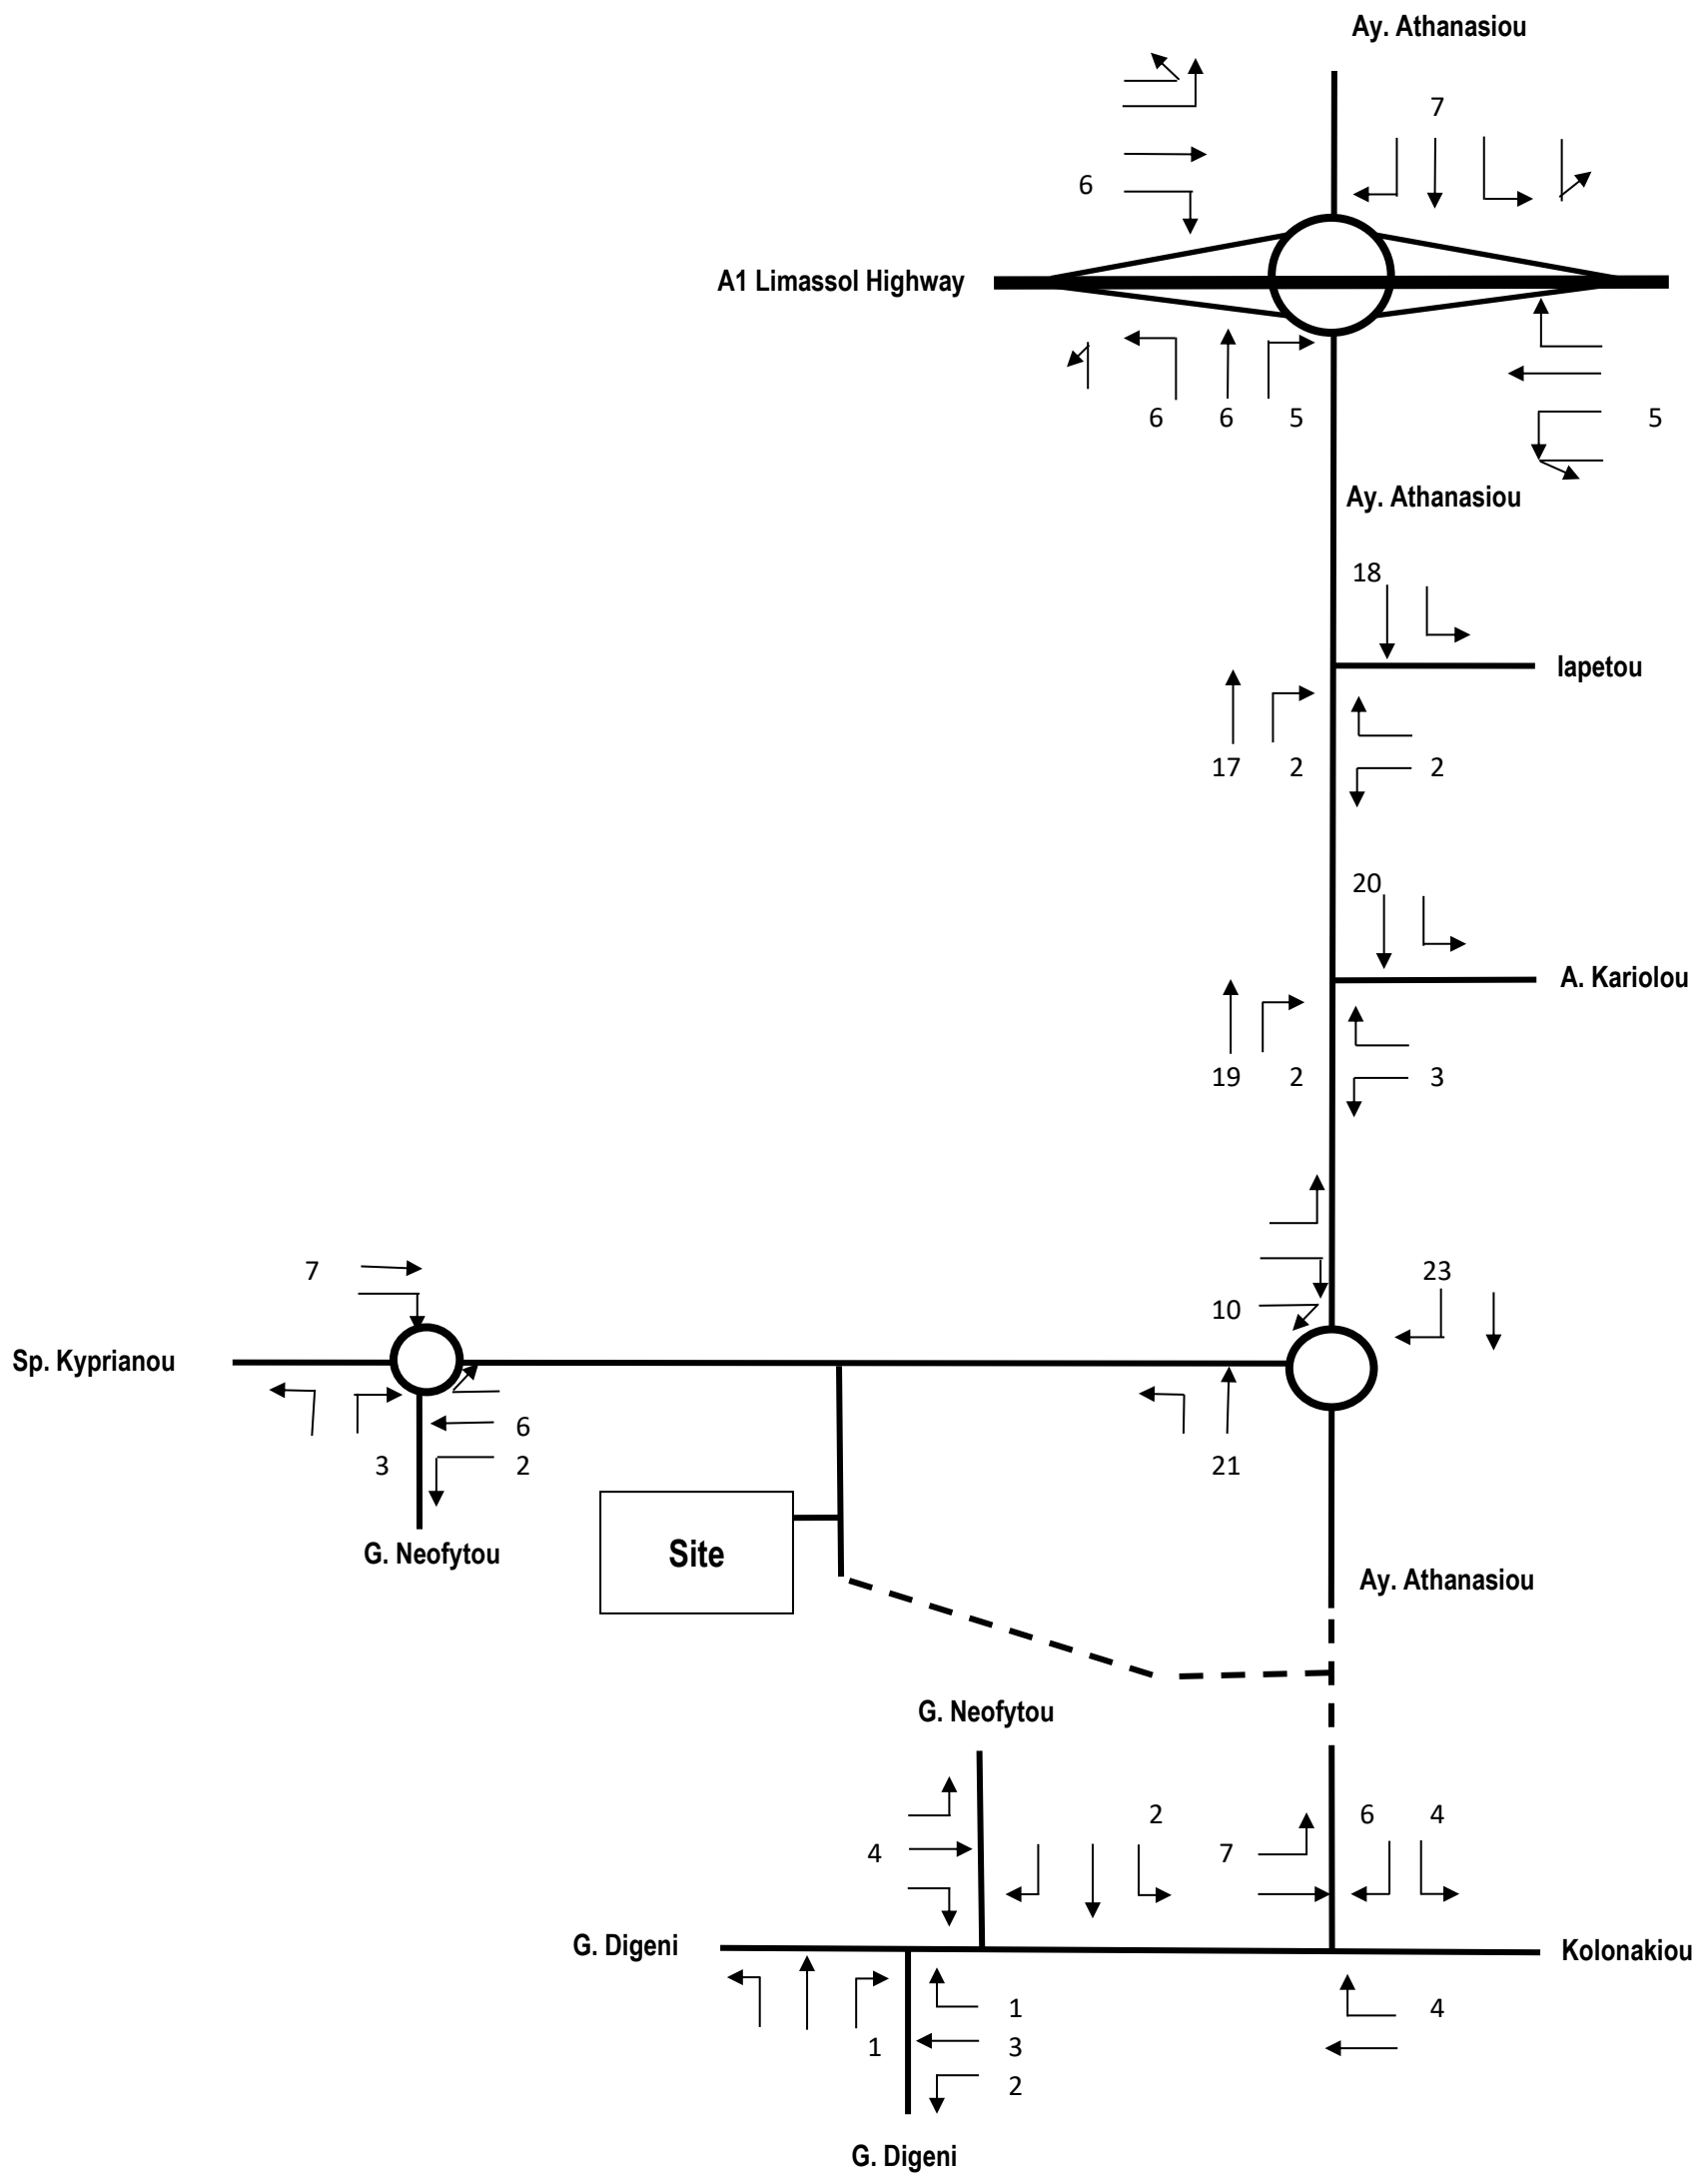 Ay. Athanasiou
7
6
A1 Limassol Highway
6 6 5
5
Ay. Athanasiou
18
Iapetou
17 2 2
20
A. Kariolou
19 2 3
7
23
10
Sp. Kyprianou
6
3 2
21
G. Neofytou
Site
Ay. Athanasiou
G. Neofytou
2 6 4
4 7
G. Digeni
Kolonakiou
1 4
1 3
2
G. Digeni